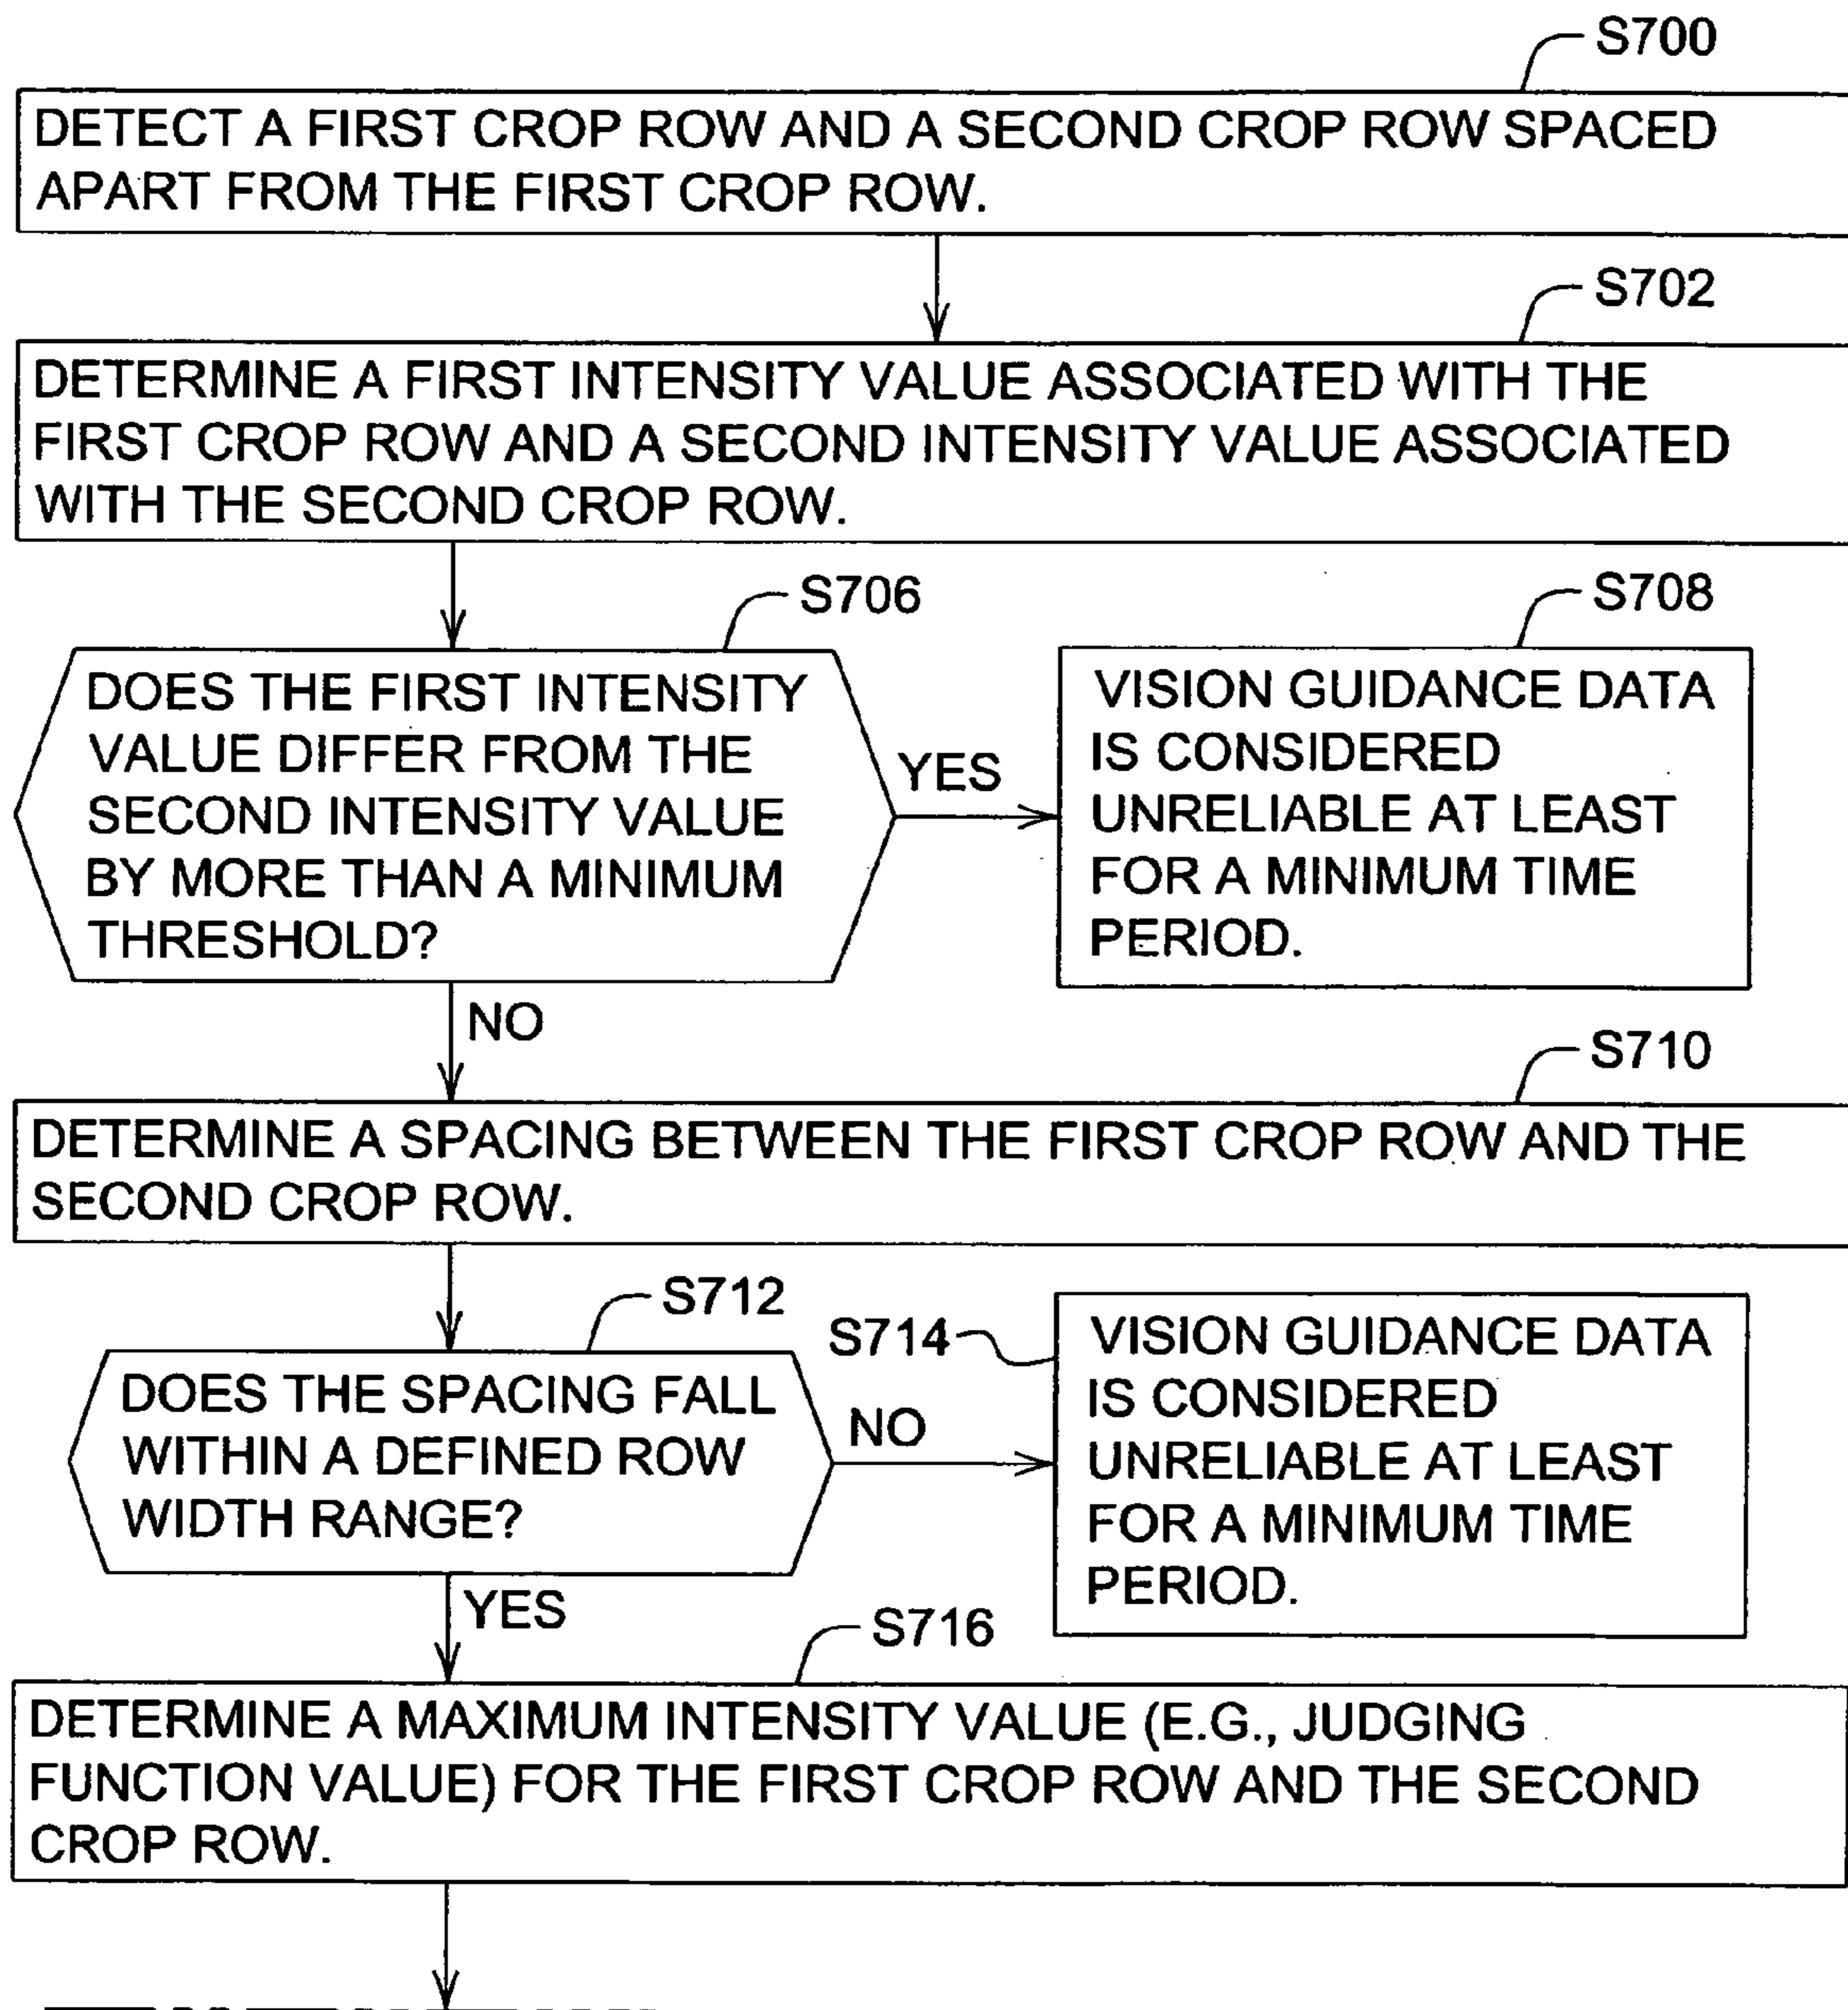 S700
DETECT A FIRST CROP ROW AND A SECOND CROP ROW SPACED
APART FROM THE FIRST CROP ROW.
S702
DETERMINE A FIRST INTENSITY VALUE ASSOCIATED WITH THE
FIRST CROP ROW AND A SECOND INTENSITY VALUE ASSOCIATED
WITH THE SECOND CROP ROW.
S706
DOES THE FIRST INTENSITY
VALUE DIFFER FROM THE
SECOND INTENSITY VALUE
BY MORE THAN A MINIMUM
THRESHOLD?
YES
S708
VISION GUIDANCE DATA
IS CONSIDERED
UNRELIABLE AT LEAST
FOR A MINIMUM TIME
PERIOD.
NO
S710
DETERMINE A SPACING BETWEEN THE FIRST CROP ROW AND THE
SECOND CROP ROW.
S712
DOES THE SPACING FALL
WITHIN A DEFINED ROW
WIDTH RANGE?
NO
S714
VISION GUIDANCE DATA
IS CONSIDERED
UNRELIABLE AT LEAST
FOR A MINIMUM TIME
PERIOD.
YES
S716
DETERMINE A MAXIMUM INTENSITY VALUE (E.G., JUDGING
FUNCTION VALUE) FOR THE FIRST CROP ROW AND THE SECOND
CROP ROW.